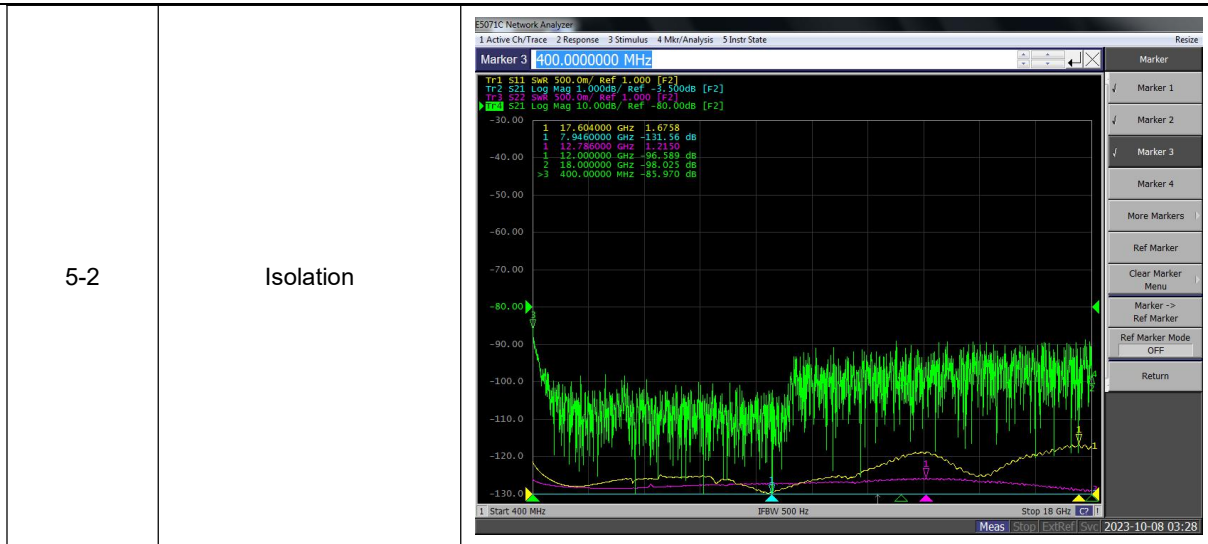 5-2
Isolation
E5071C Network Analyzer
1 Active Ch/Trace 2 Response 3 Stimulus 4 Mkr/Analysis 5 Instr State
Resize
Marker 3 400.0000000 MHz
Tr1 S11 SWR 500.0m/ Ref 1.000 [F2]
Tr2 S21 Log Mag 1.000dB/ Ref -3.500dB [F2]
Tr3 S22 SWR 500.0m/ Ref 1.000 [F2]
Tr4 S21 Log Mag 10.00dB/ Ref -80.00dB [F2]
1 17.604000 GHz 1.6758
1 7.9460000 GHz -131.56 dB
1 12.786000 GHz 1.2150
1 12.000000 GHz -96.589 dB
2 18.000000 GHz -98.025 dB
>3 400.00000 MHz -85.970 dB
-30.00
-40.00
-50.00
-60.00
-70.00
-80.00
-90.00
-100.0
-110.0
-120.0
-130.0
3
1
1
1
1 Start 400 MHz
IFBW 500 Hz
Stop 18 GHz C? !
Meas Stop ExtRef Svc 2023-10-08 03:28
Marker
√ Marker 1
√ Marker 2
√ Marker 3
Marker 4
More Markers
Ref Marker
Clear Marker
Menu
Marker ->
Ref Marker
Ref Marker Mode
OFF
Return